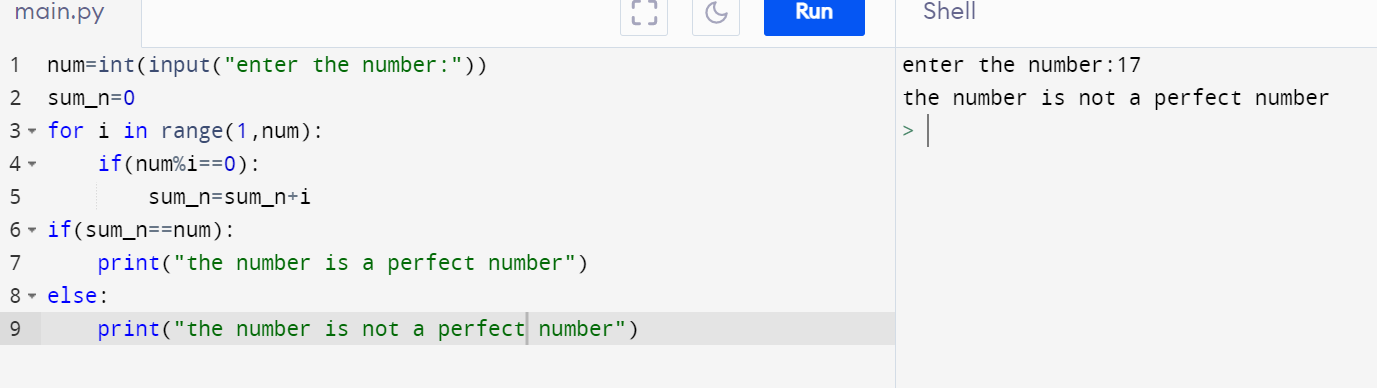 main.py
Run
Shell
1 num=int(input("enter the number:"))
2 sum_n=0
3 for i in range(1,num):
4     if(num%i==0):
5         sum_n=sum_n+i
6 if(sum_n==num):
7     print("the number is a perfect number")
8 else:
9     print("the number is not a perfect number")
enter the number:17
the number is not a perfect number
>